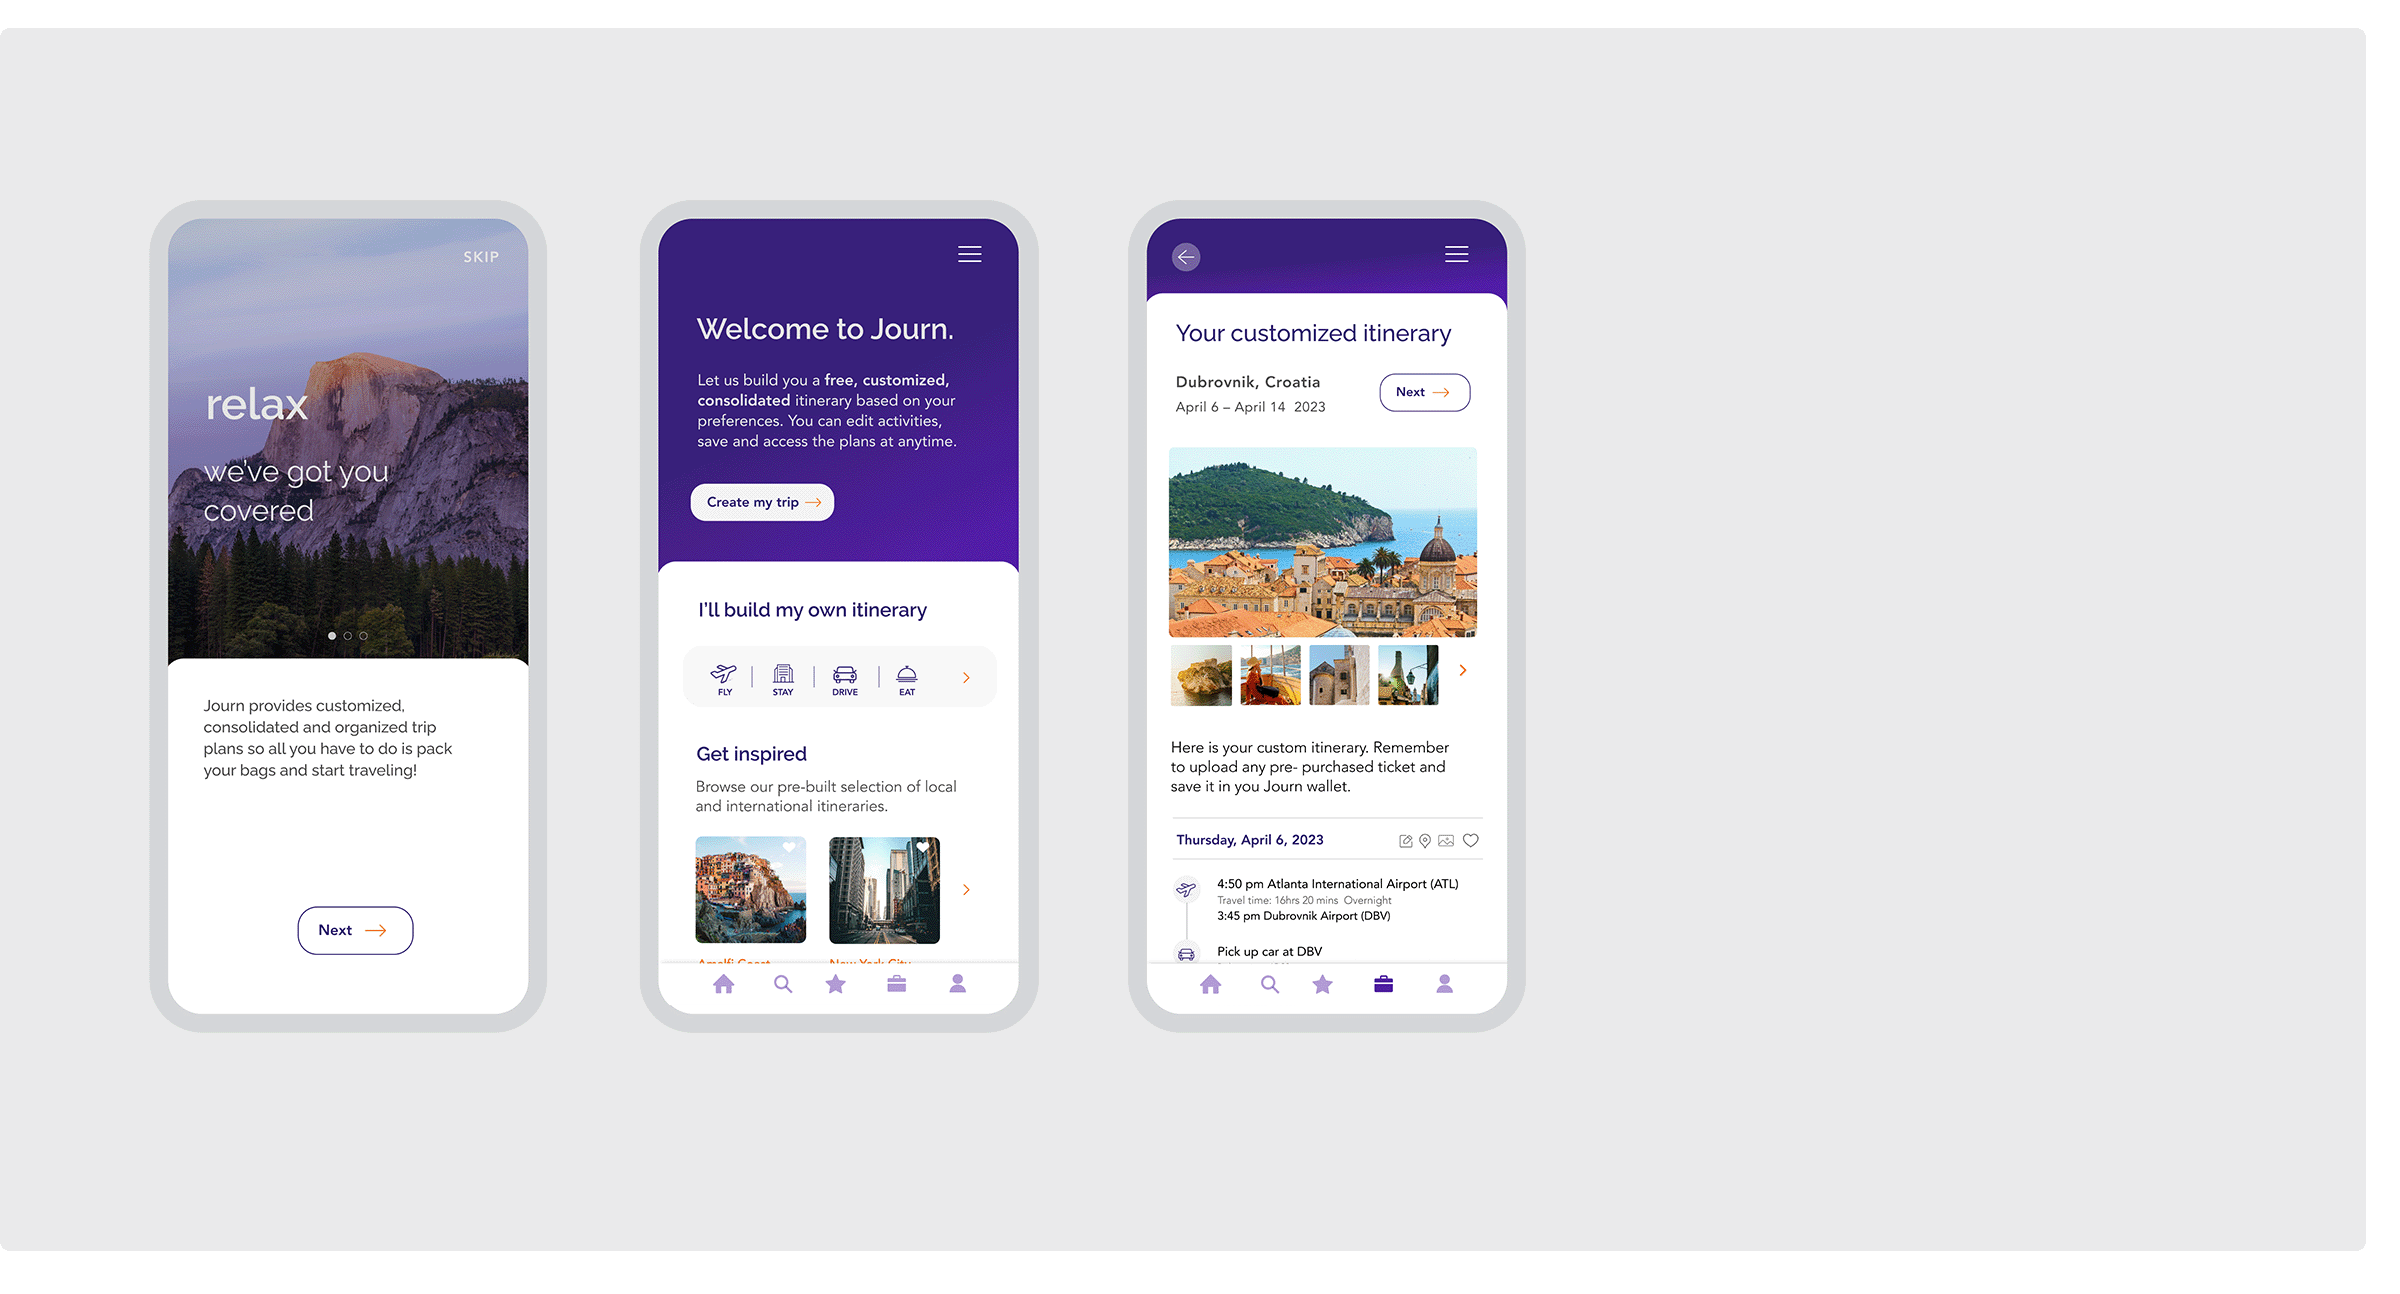 SKIP
relax
we've got you
covered
Journ provides customized,
consolidated and organized trip
plans so all you have to do is pack
your bags and start traveling!
Next
Welcome to Journ.
Let us build you a free, customized,
consolidated itinerary based on your
preferences. You can edit activities,
save and access the plans at anytime.
Create my trip
I'll build my own itinerary
FLY
STAY
DRIVE
EAT
Get inspired
Browse our pre-built selection of local
and international itineraries.
Amalfi Coast
New York City
Your customized itinerary
Dubrovnik, Croatia
April 6 – April 14 2023
Next
Here is your custom itinerary. Remember
to upload any pre- purchased ticket and
save it in you Journ wallet.
Thursday, April 6, 2023
4:50 pm Atlanta International Airport (ATL)
Travel time: 16hrs 20 mins Overnight
3:45 pm Dubrovnik Airport (DBV)
Pick up car at DBV